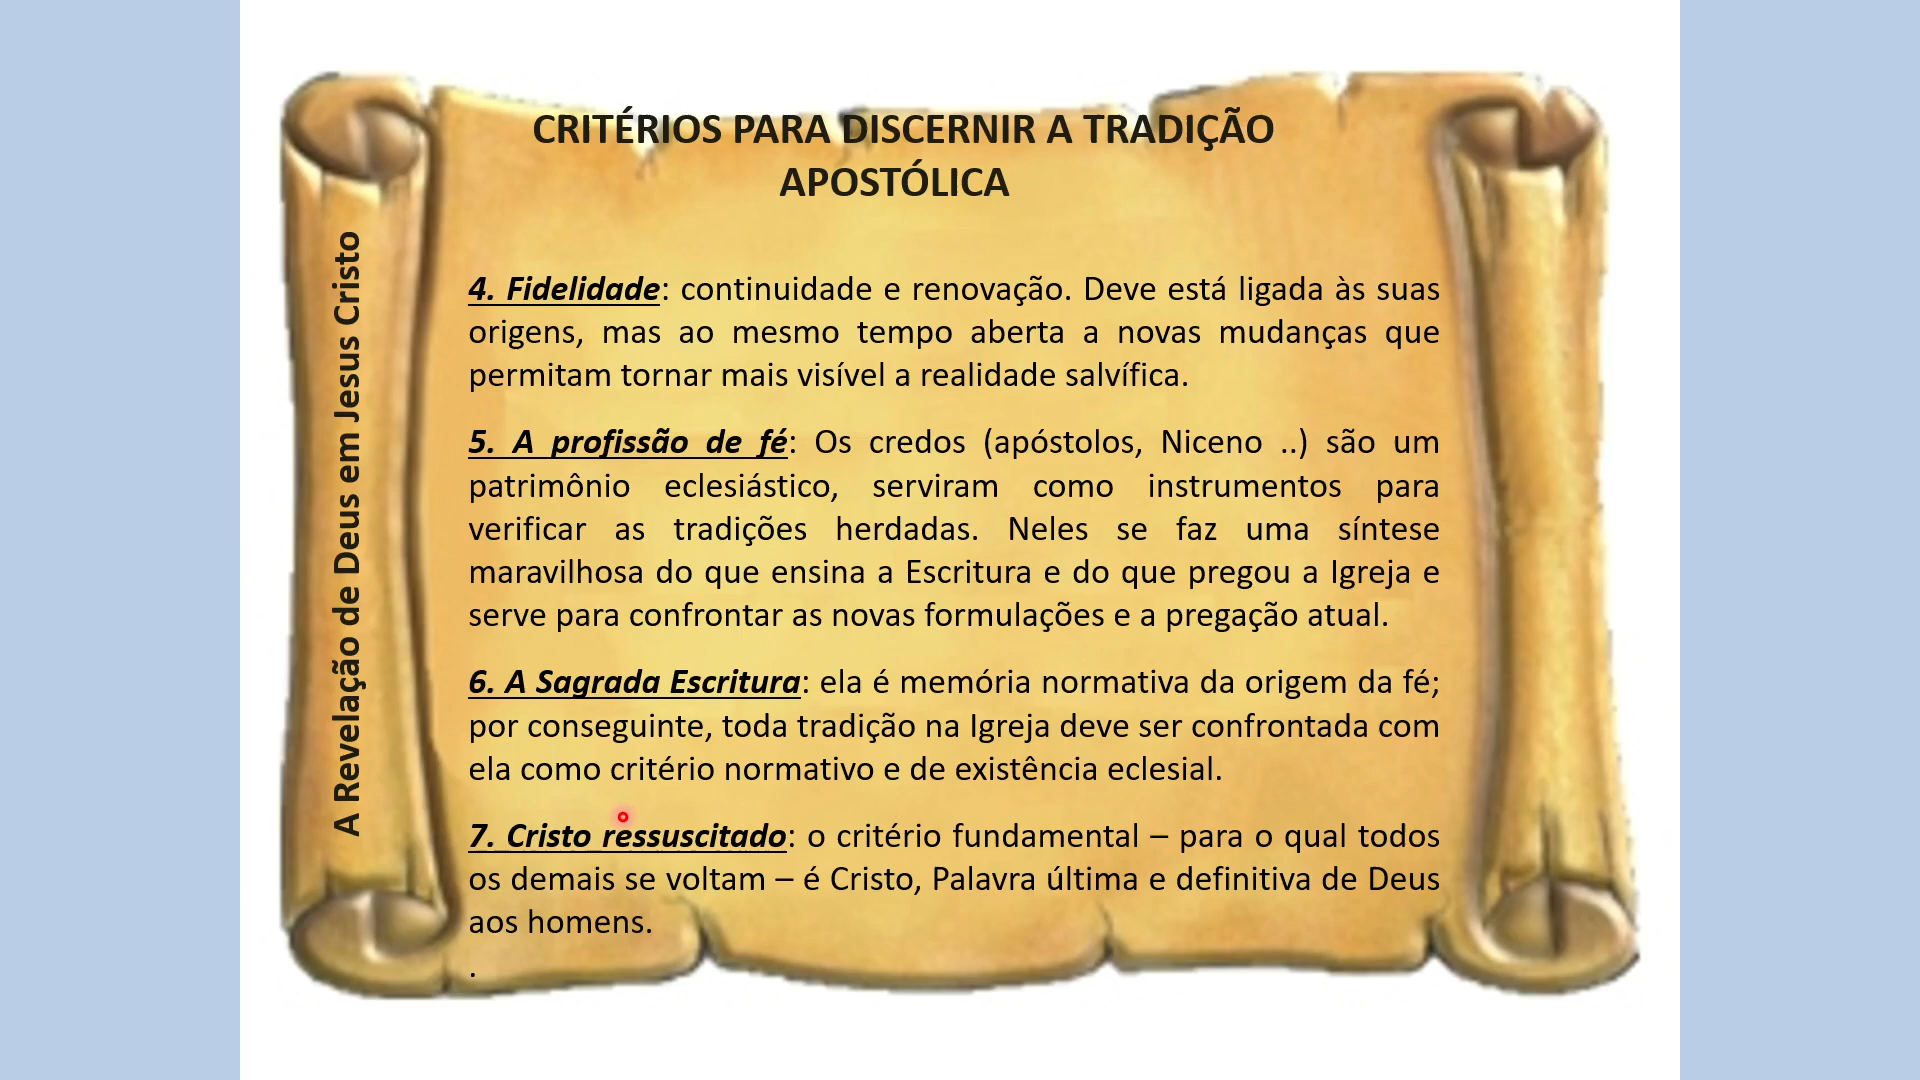 CRITÉRIOS PARA DISCERNIR A TRADIÇÃO
APOSTÓLICA
A Revelação de Deus em Jesus Cristo
4. Fidelidade: continuidade e renovação. Deve está ligada às suas
origens, mas ao mesmo tempo aberta a novas mudanças que
permitam tornar mais visível a realidade salvífica.
5. A profissão de fé: Os credos (apóstolos, Niceno ..) são um
patrimônio eclesiástico, serviram como instrumentos para
verificar as tradições herdadas. Neles se faz uma síntese
maravilhosa do que ensina a Escritura e do que pregou a Igreja e
serve para confrontar as novas formulações e a pregação atual.
6. A Sagrada Escritura: ela é memória normativa da origem da fé;
por conseguinte, toda tradição na Igreja deve ser confrontada com
ela como critério normativo e de existência eclesial.
7. Cristo ressuscitado: o critério fundamental – para o qual todos
os demais se voltam – é Cristo, Palavra última e definitiva de Deus
aos homens.
.